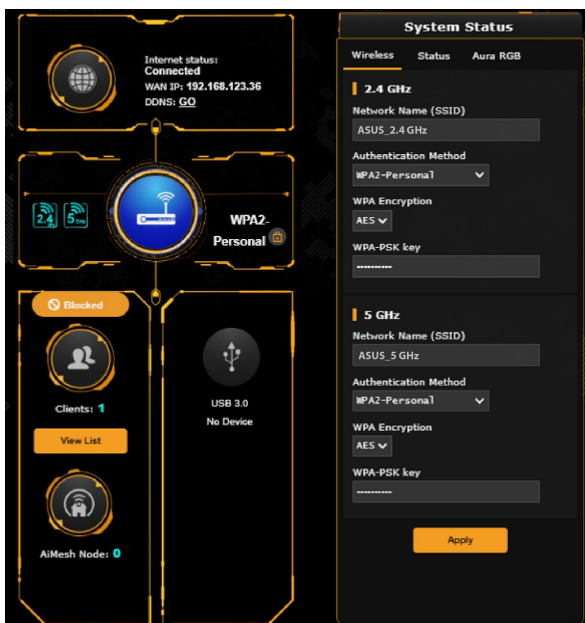 Internet status:
Connected
WAN IP: 192.168.123.36
DDNS: GO
2.4
5
WPA2-
Personal
Blocked
Clients: 1
View List
AiMesh Node: 0
USB 3.0
No Device
System Status
Wireless Status Aura RGB
2.4 GHz
Network Name (SSID)
ASUS_2.4 GHz
Authentication Method
WPA2-Personal
WPA Encryption
AES
WPA-PSK key
5 GHz
Network Name (SSID)
ASUS_5 GHz
Authentication Method
WPA2-Personal
WPA Encryption
AES
WPA-PSK key
Apply